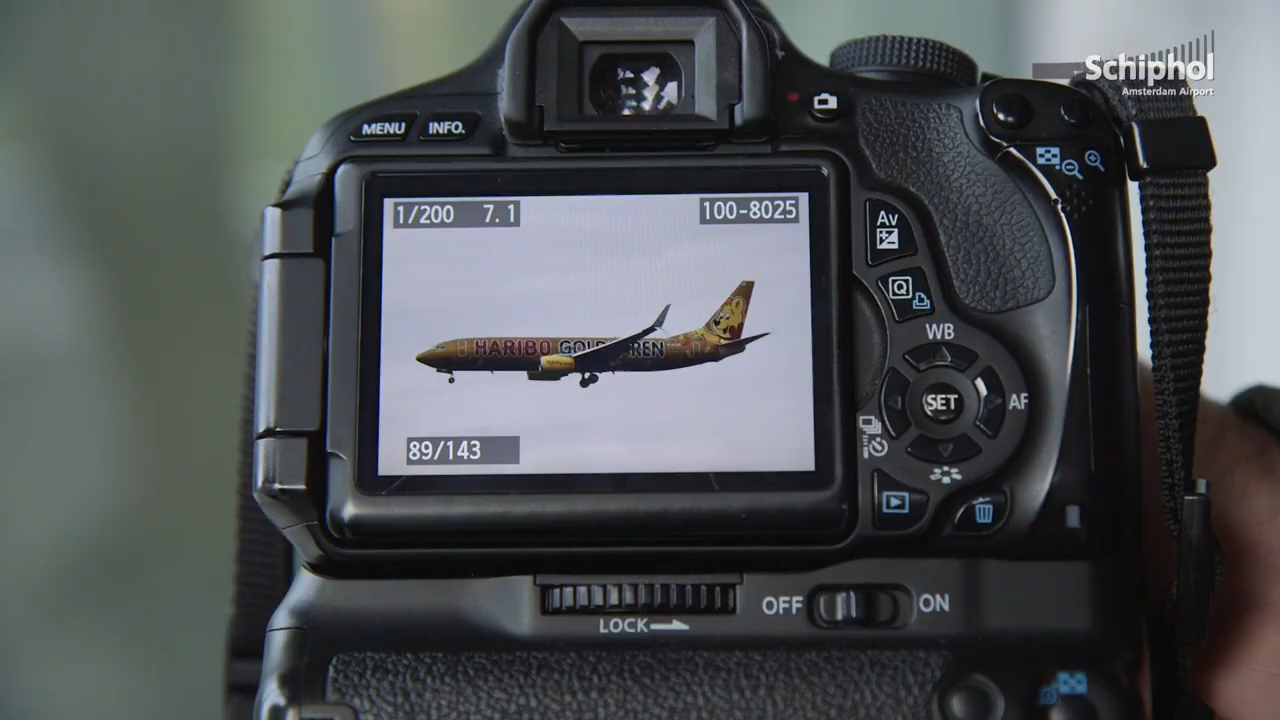 Schiphol
Amsterdam Airport
MENU INFO.
1/200 7.1 100-8025
Av
Q
WB
HARIBO GOLDBÄREN
SET
AF
89/143
OFF ON
LOCK